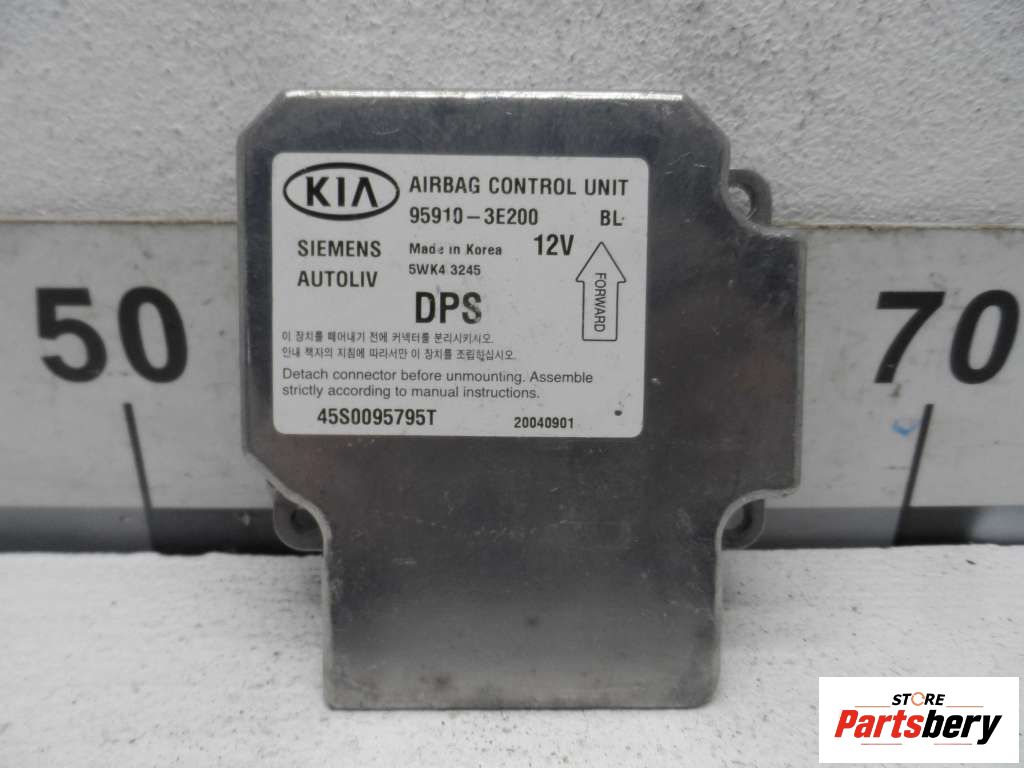 50
70
KIA
AIRBAG CONTROL UNIT
95910-3E200 BL
SIEMENS
AUTOLIV
Made in Korea
5WK4 3245
12V
DPS
FORWARD
이 장치를 떼어내기 전에 커넥터를 분리시키시오.
안내 책자의 지침에 따라서만 이 장치를 조립하십시오.
Detach connector before unmounting. Assemble
strictly according to manual instructions.
45S0095795T 20040901
STORE
Partsbery